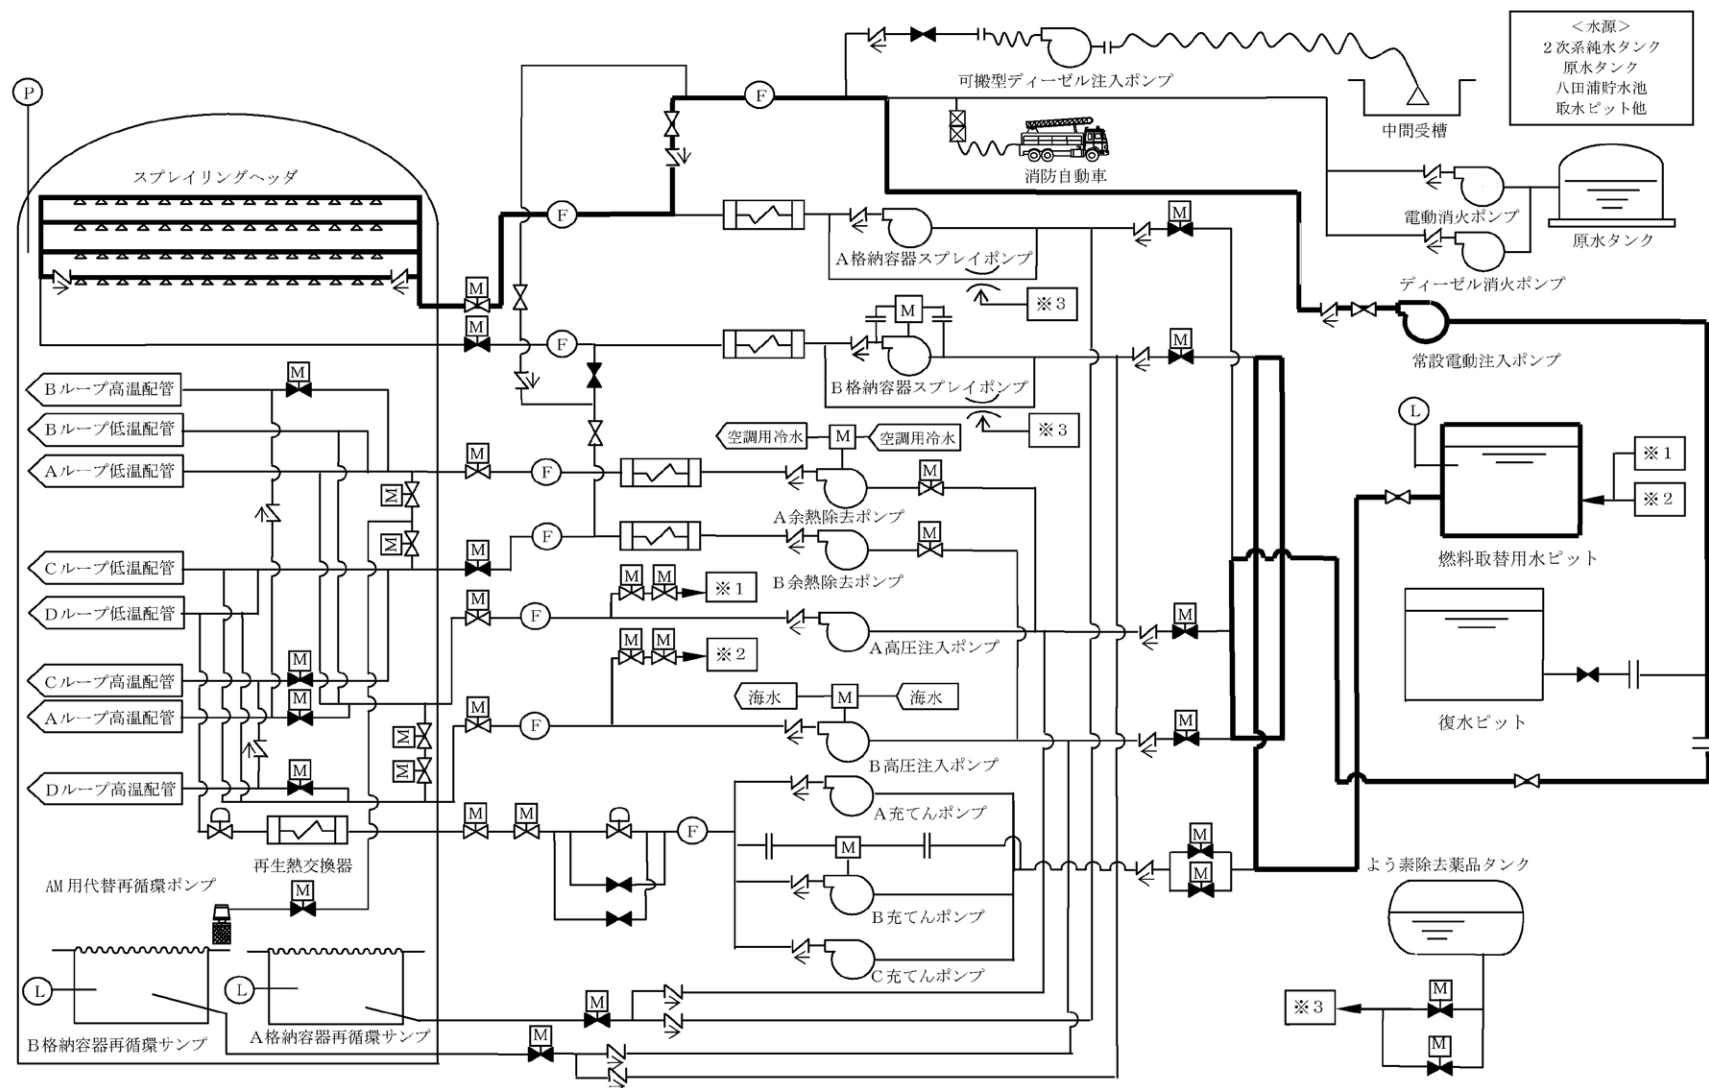 ＜水源＞
２次系純水タンク
原水タンク
八田浦貯水池
取水ピット他
可搬型ディーゼル注入ポンプ
中間受槽
P
F
消防自動車
スプレイリングヘッダ
電動消火ポンプ
原水タンク
ディーゼル消火ポンプ
F
M
A格納容器スプレイポンプ
※３
M
M
F
M
M
B格納容器スプレイポンプ
※３
常設電動注入ポンプ
Bループ高温配管
M
Bループ低温配管
空調用冷水
M
空調用冷水
L
※１
※２
燃料取替用水ピット
Aループ低温配管
M
F
M
M
A余熱除去ポンプ
M
F
M
Cループ低温配管
M
B余熱除去ポンプ
M
M
※１
Dループ低温配管
M
F
A高圧注入ポンプ
M
M
M
※２
Cループ高温配管
M
海水
M
海水
Aループ高温配管
M
M
F
M
復水ピット
M
M
B高圧注入ポンプ
Dループ高温配管
M
A充てんポンプ
M
M
F
M
M
M
再生熱交換器
よう素除去薬品タンク
AM用代替再循環ポンプ
M
B充てんポンプ
C充てんポンプ
L
L
M
A格納容器再循環サンプ
B格納容器再循環サンプ
M
※３
M
M